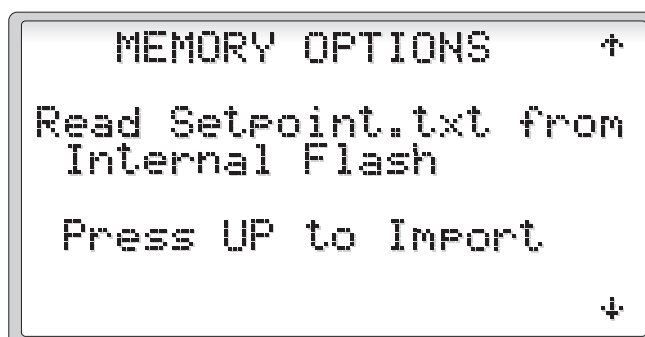 MEMORY OPTIONS ↑
Read Setpoint.txt from
Internal Flash
Press UP to Import
↓